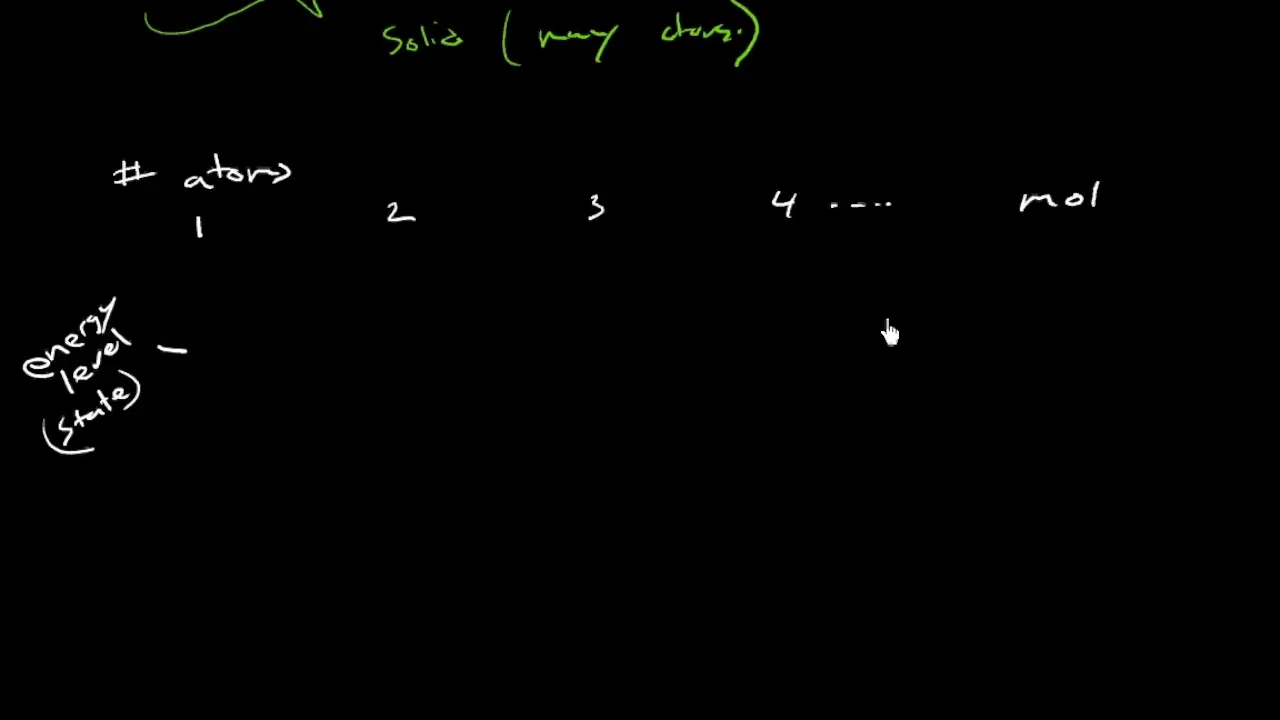 Solid (many atoms)
# atoms
1 2 3 4 .... mol
energy
level
(state)